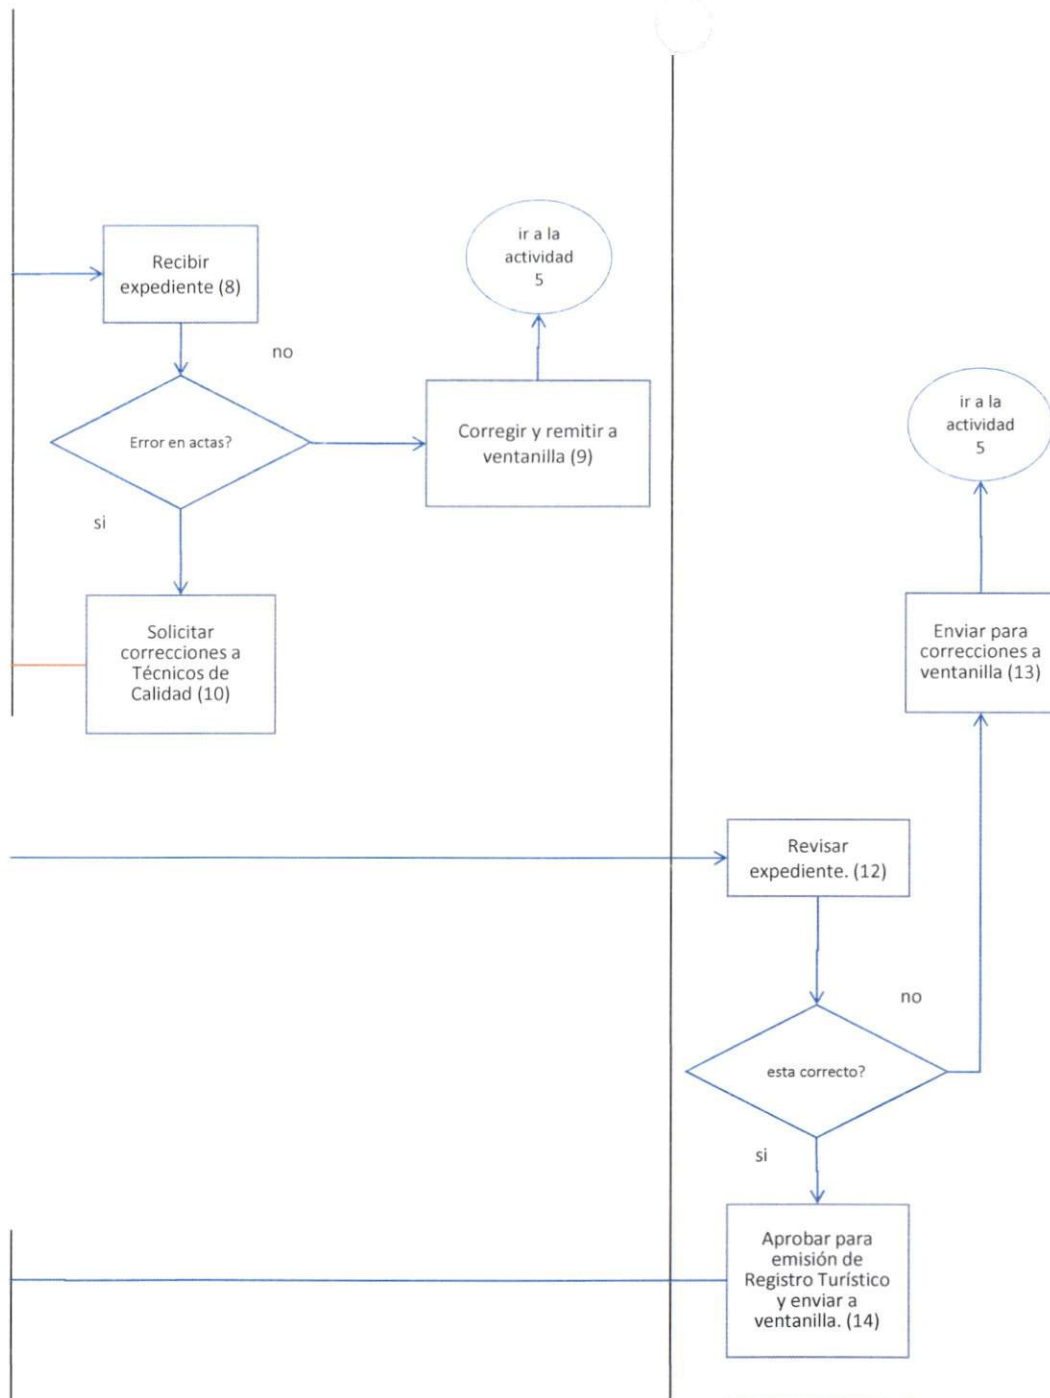 Recibir
expediente (8)
no
Error en actas?
si
Corregir y remitir a
ventanilla (9)
ir a la
actividad
5
Solicitar
correcciones a
Técnicos de
Calidad (10)
ir a la
actividad
5
Enviar para
correcciones a
ventanilla (13)
Revisar
expediente. (12)
no
esta correcto?
si
Aprobar para
emisión de
Registro Turístico
y enviar a
ventanilla. (14)